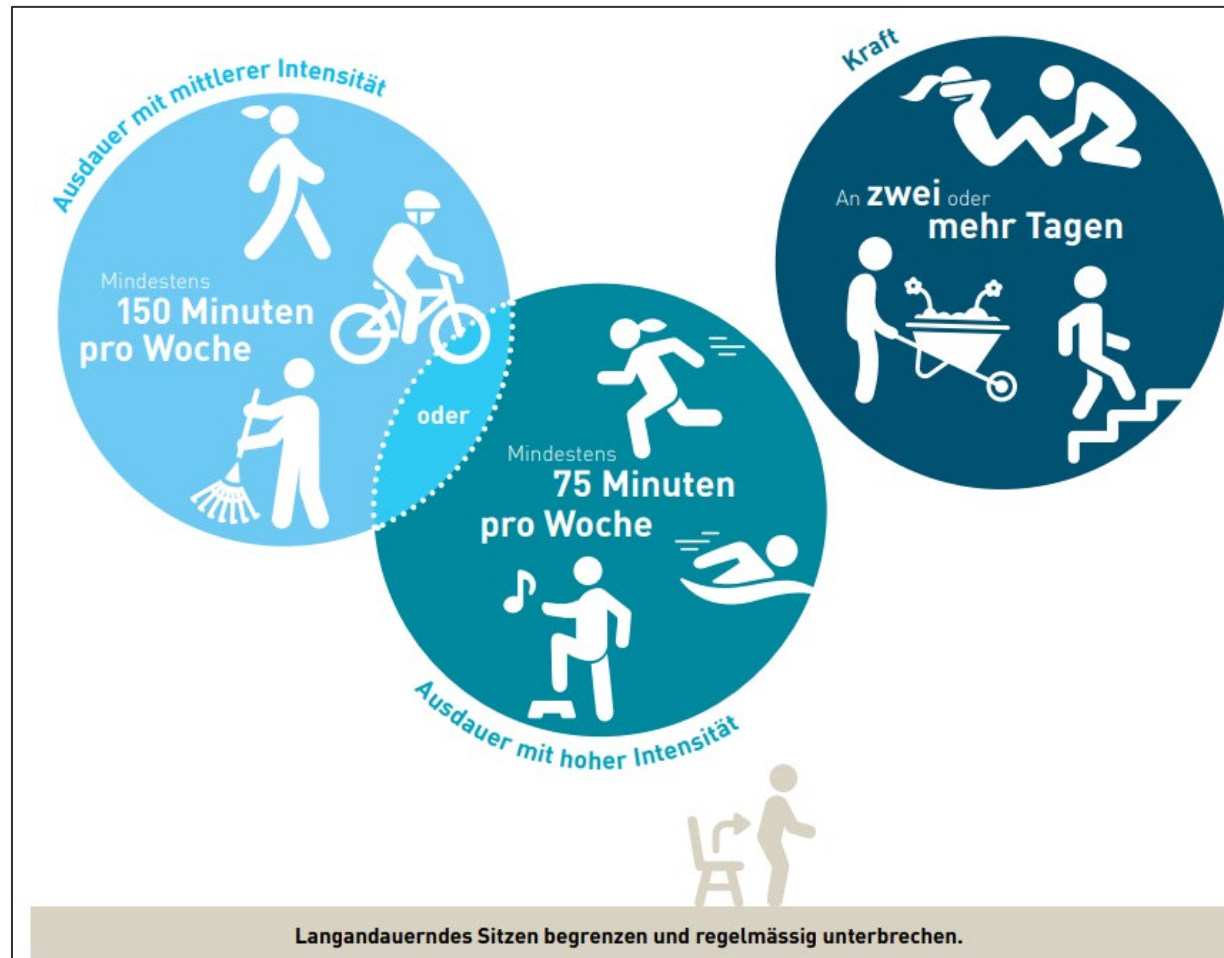 Ausdauer mit mittlerer Intensität
Mindestens
150 Minuten
pro Woche
oder
Mindestens
75 Minuten
pro Woche
Ausdauer mit hoher Intensität
Kraft
An zwei oder
mehr Tagen
Langandauerndes Sitzen begrenzen und regelmässig unterbrechen.